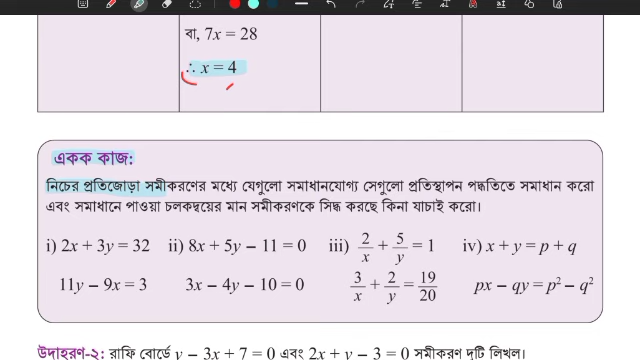 বা, 7x = 28
∴ x = 4
একক কাজ:
নিচের প্রতিজোড়া সমীকরণের মধ্যে যেগুলো সমাধানযোগ্য সেগুলো প্রতিস্থাপন পদ্ধতিতে সমাধান করো
এবং সমাধানে পাওয়া চলকদ্বয়ের মান সমীকরণকে সিদ্ধ করছে কিনা যাচাই করো।
i) 2x + 3y = 32 ii) 8x + 5y − 11 = 0 iii) 2/x + 5/y = 1 iv) x + y = p + q
11y − 9x = 3 3x − 4y − 10 = 0 3/x + 2/y = 19/20 px − qy = p² − q²
উদাহরণ-২: রাফি বোর্ডে y − 3x + 7 = 0 এবং 2x + y − 3 = 0 সমীকরণ দুটি লিখল।